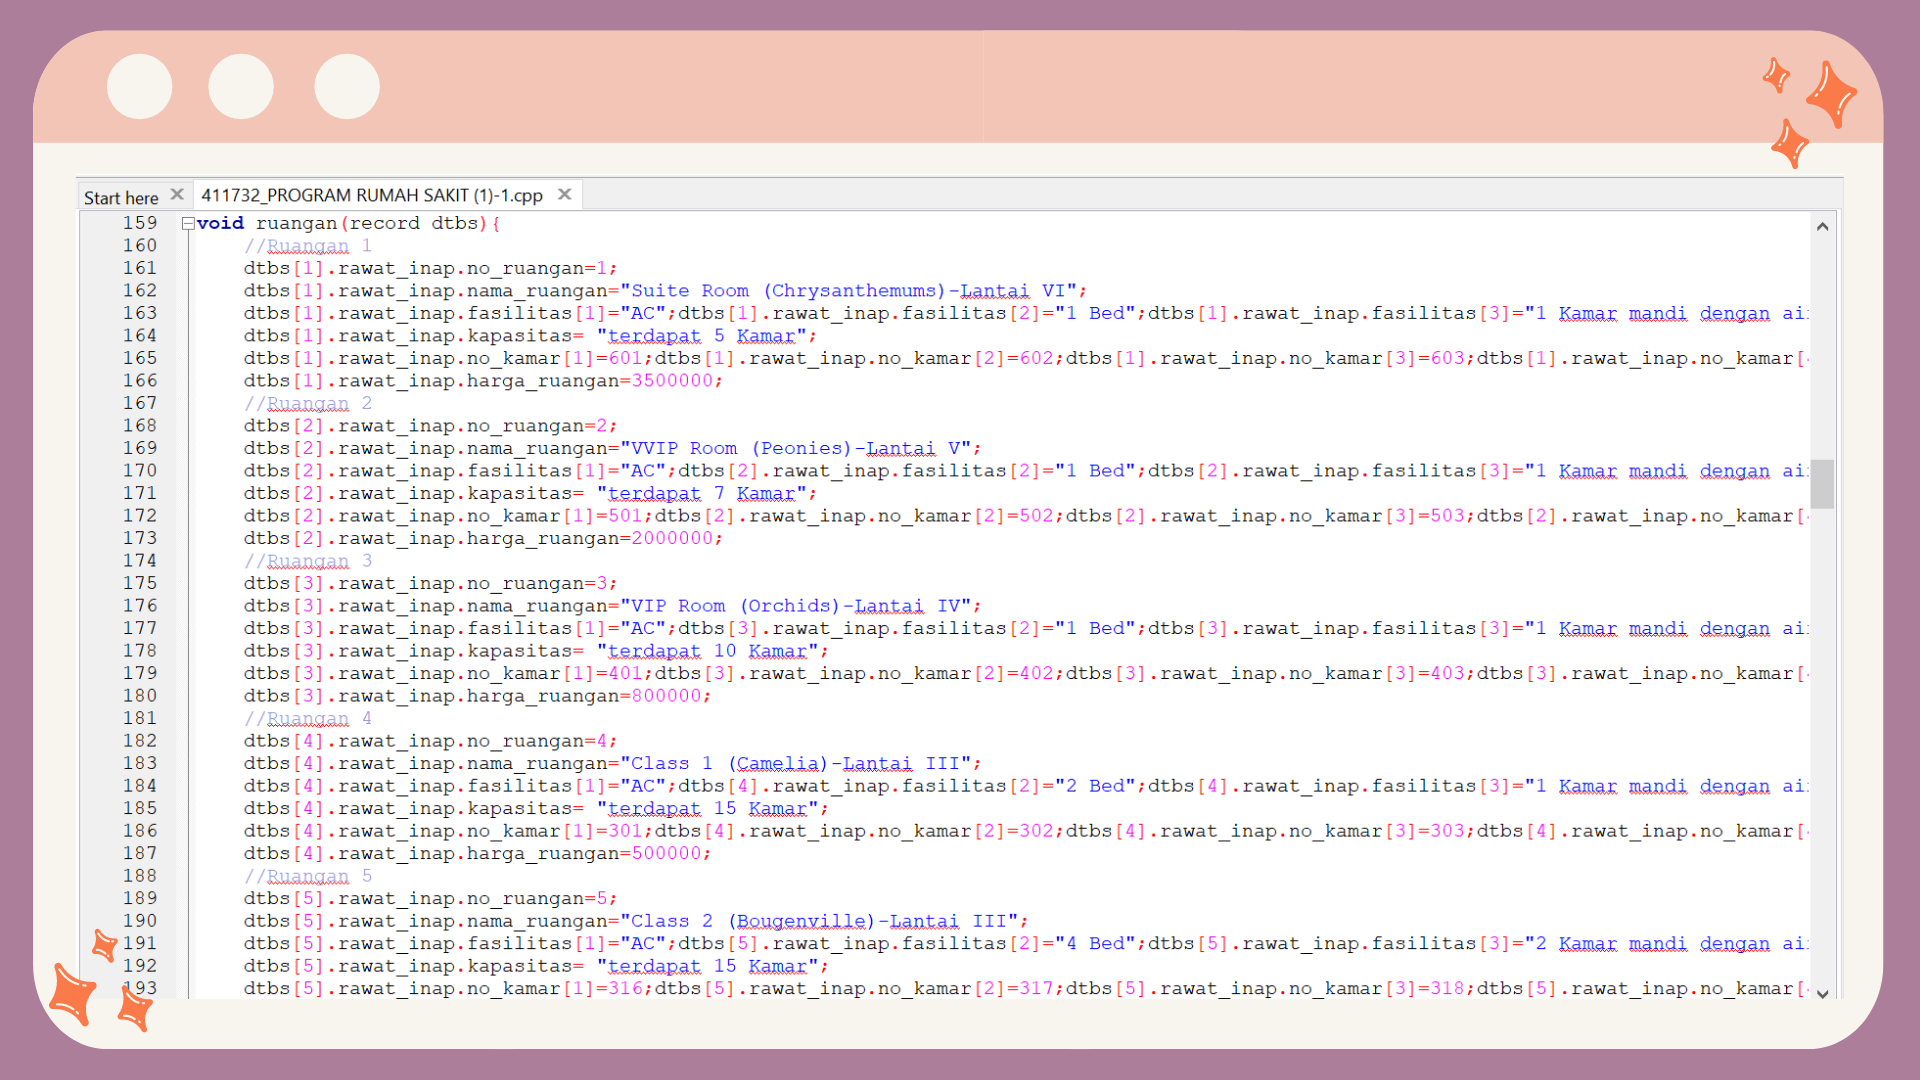 Start here
411732_PROGRAM RUMAH SAKIT (1)-1.cpp
159 void ruangan(record dtbs){
160 //Ruangan 1
161 dtbs[1].rawat_inap.no_ruangan=1;
162 dtbs[1].rawat_inap.nama_ruangan="Suite Room (Chrysanthemums)-Lantai VI";
163 dtbs[1].rawat_inap.fasilitas[1]="AC";dtbs[1].rawat_inap.fasilitas[2]="1 Bed";dtbs[1].rawat_inap.fasilitas[3]="1 Kamar mandi dengan
164 dtbs[1].rawat_inap.kapasitas= "terdapat 5 Kamar";
165 dtbs[1].rawat_inap.no_kamar[1]=601;dtbs[1].rawat_inap.no_kamar[2]=602;dtbs[1].rawat_inap.no_kamar[3]=603;dtbs[1].rawat_inap.no_kamar[
166 dtbs[1].rawat_inap.harga_ruangan=3500000;
167 //Ruangan 2
168 dtbs[2].rawat_inap.no_ruangan=2;
169 dtbs[2].rawat_inap.nama_ruangan="VVIP Room (Peonies)-Lantai V";
170 dtbs[2].rawat_inap.fasilitas[1]="AC";dtbs[2].rawat_inap.fasilitas[2]="1 Bed";dtbs[2].rawat_inap.fasilitas[3]="1 Kamar mandi dengan
171 dtbs[2].rawat_inap.kapasitas= "terdapat 7 Kamar";
172 dtbs[2].rawat_inap.no_kamar[1]=501;dtbs[2].rawat_inap.no_kamar[2]=502;dtbs[2].rawat_inap.no_kamar[3]=503;dtbs[2].rawat_inap.no_kamar[
173 dtbs[2].rawat_inap.harga_ruangan=2000000;
174 //Ruangan 3
175 dtbs[3].rawat_inap.no_ruangan=3;
176 dtbs[3].rawat_inap.nama_ruangan="VIP Room (Orchids)-Lantai IV";
177 dtbs[3].rawat_inap.fasilitas[1]="AC";dtbs[3].rawat_inap.fasilitas[2]="1 Bed";dtbs[3].rawat_inap.fasilitas[3]="1 Kamar mandi dengan
178 dtbs[3].rawat_inap.kapasitas= "terdapat 10 Kamar";
179 dtbs[3].rawat_inap.no_kamar[1]=401;dtbs[3].rawat_inap.no_kamar[2]=402;dtbs[3].rawat_inap.no_kamar[3]=403;dtbs[3].rawat_inap.no_kamar[
180 dtbs[3].rawat_inap.harga_ruangan=800000;
181 //Ruangan 4
182 dtbs[4].rawat_inap.no_ruangan=4;
183 dtbs[4].rawat_inap.nama_ruangan="Class 1 (Camelia)-Lantai III";
184 dtbs[4].rawat_inap.fasilitas[1]="AC";dtbs[4].rawat_inap.fasilitas[2]="2 Bed";dtbs[4].rawat_inap.fasilitas[3]="1 Kamar mandi dengan
185 dtbs[4].rawat_inap.kapasitas= "terdapat 15 Kamar";
186 dtbs[4].rawat_inap.no_kamar[1]=301;dtbs[4].rawat_inap.no_kamar[2]=302;dtbs[4].rawat_inap.no_kamar[3]=303;dtbs[4].rawat_inap.no_kamar[
187 dtbs[4].rawat_inap.harga_ruangan=500000;
188 //Ruangan 5
189 dtbs[5].rawat_inap.no_ruangan=5;
190 dtbs[5].rawat_inap.nama_ruangan="Class 2 (Bougenville)-Lantai III";
191 dtbs[5].rawat_inap.fasilitas[1]="AC";dtbs[5].rawat_inap.fasilitas[2]="4 Bed";dtbs[5].rawat_inap.fasilitas[3]="2 Kamar mandi dengan
192 dtbs[5].rawat_inap.kapasitas= "terdapat 15 Kamar";
193 dtbs[5].rawat_inap.no_kamar[1]=316;dtbs[5].rawat_inap.no_kamar[2]=317;dtbs[5].rawat_inap.no_kamar[3]=318;dtbs[5].rawat_inap.no_kamar[